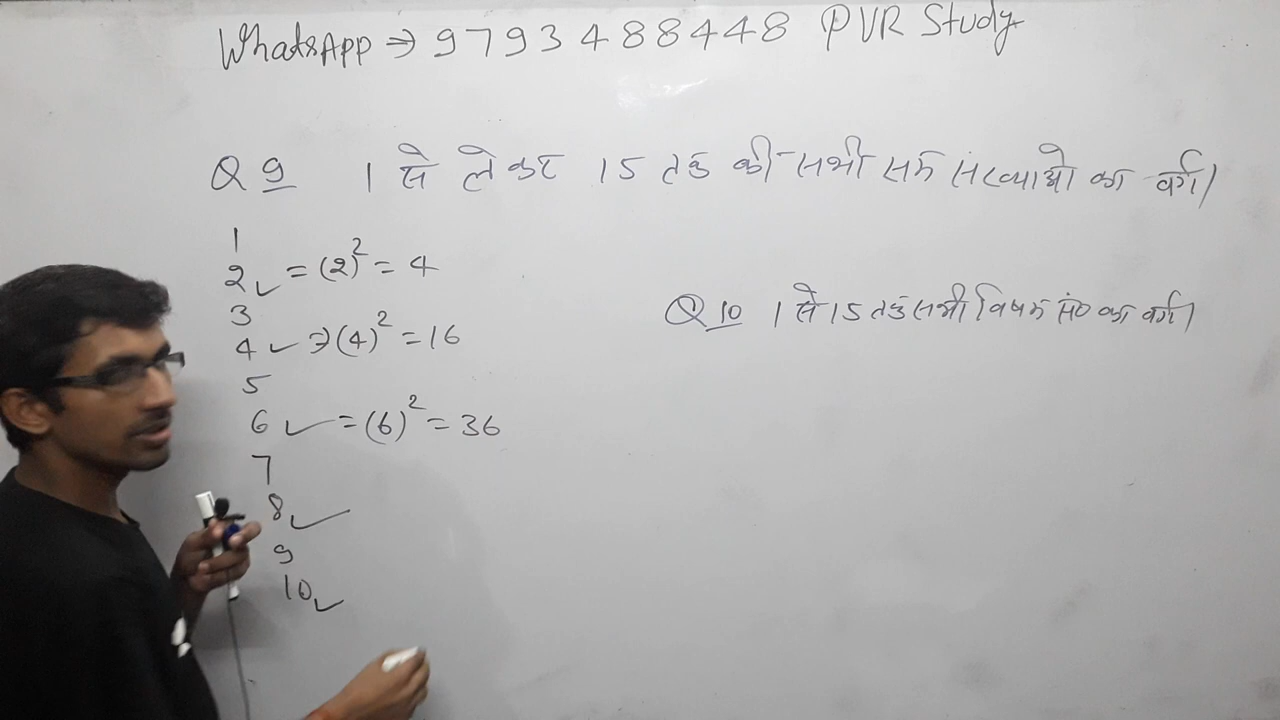 WhatsApp ⇒ 9793488448 PVR Study
Q 9 1 से लेकर 15 तक की सभी सम संख्याओ का वर्ग।
1
2 ✓ = (2)² = 4
3
4 ✓ ⇒ (4)² = 16
5
6 ✓ = (6)² = 36
7
8 ✓
9
10 ✓
Q 10 1 से 15 तक सभी विषम सं० का वर्ग।